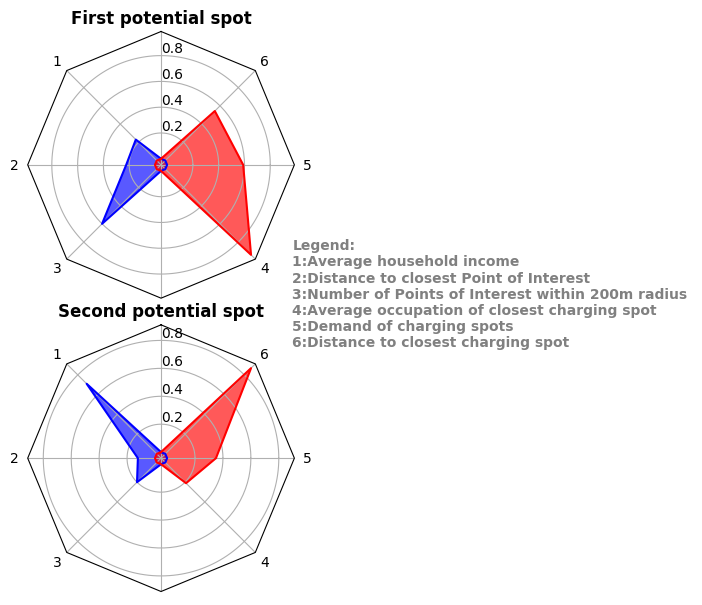 First potential spot
0.8
1
6
0.6
0.4
0.2
2
5
3
4
Legend:
1:Average household income
2:Distance to closest Point of Interest
3:Number of Points of Interest within 200m radius
4:Average occupation of closest charging spot
5:Demand of charging spots
6:Distance to closest charging spot
Second potential spot
0.8
1
6
0.6
0.4
0.2
2
5
3
4